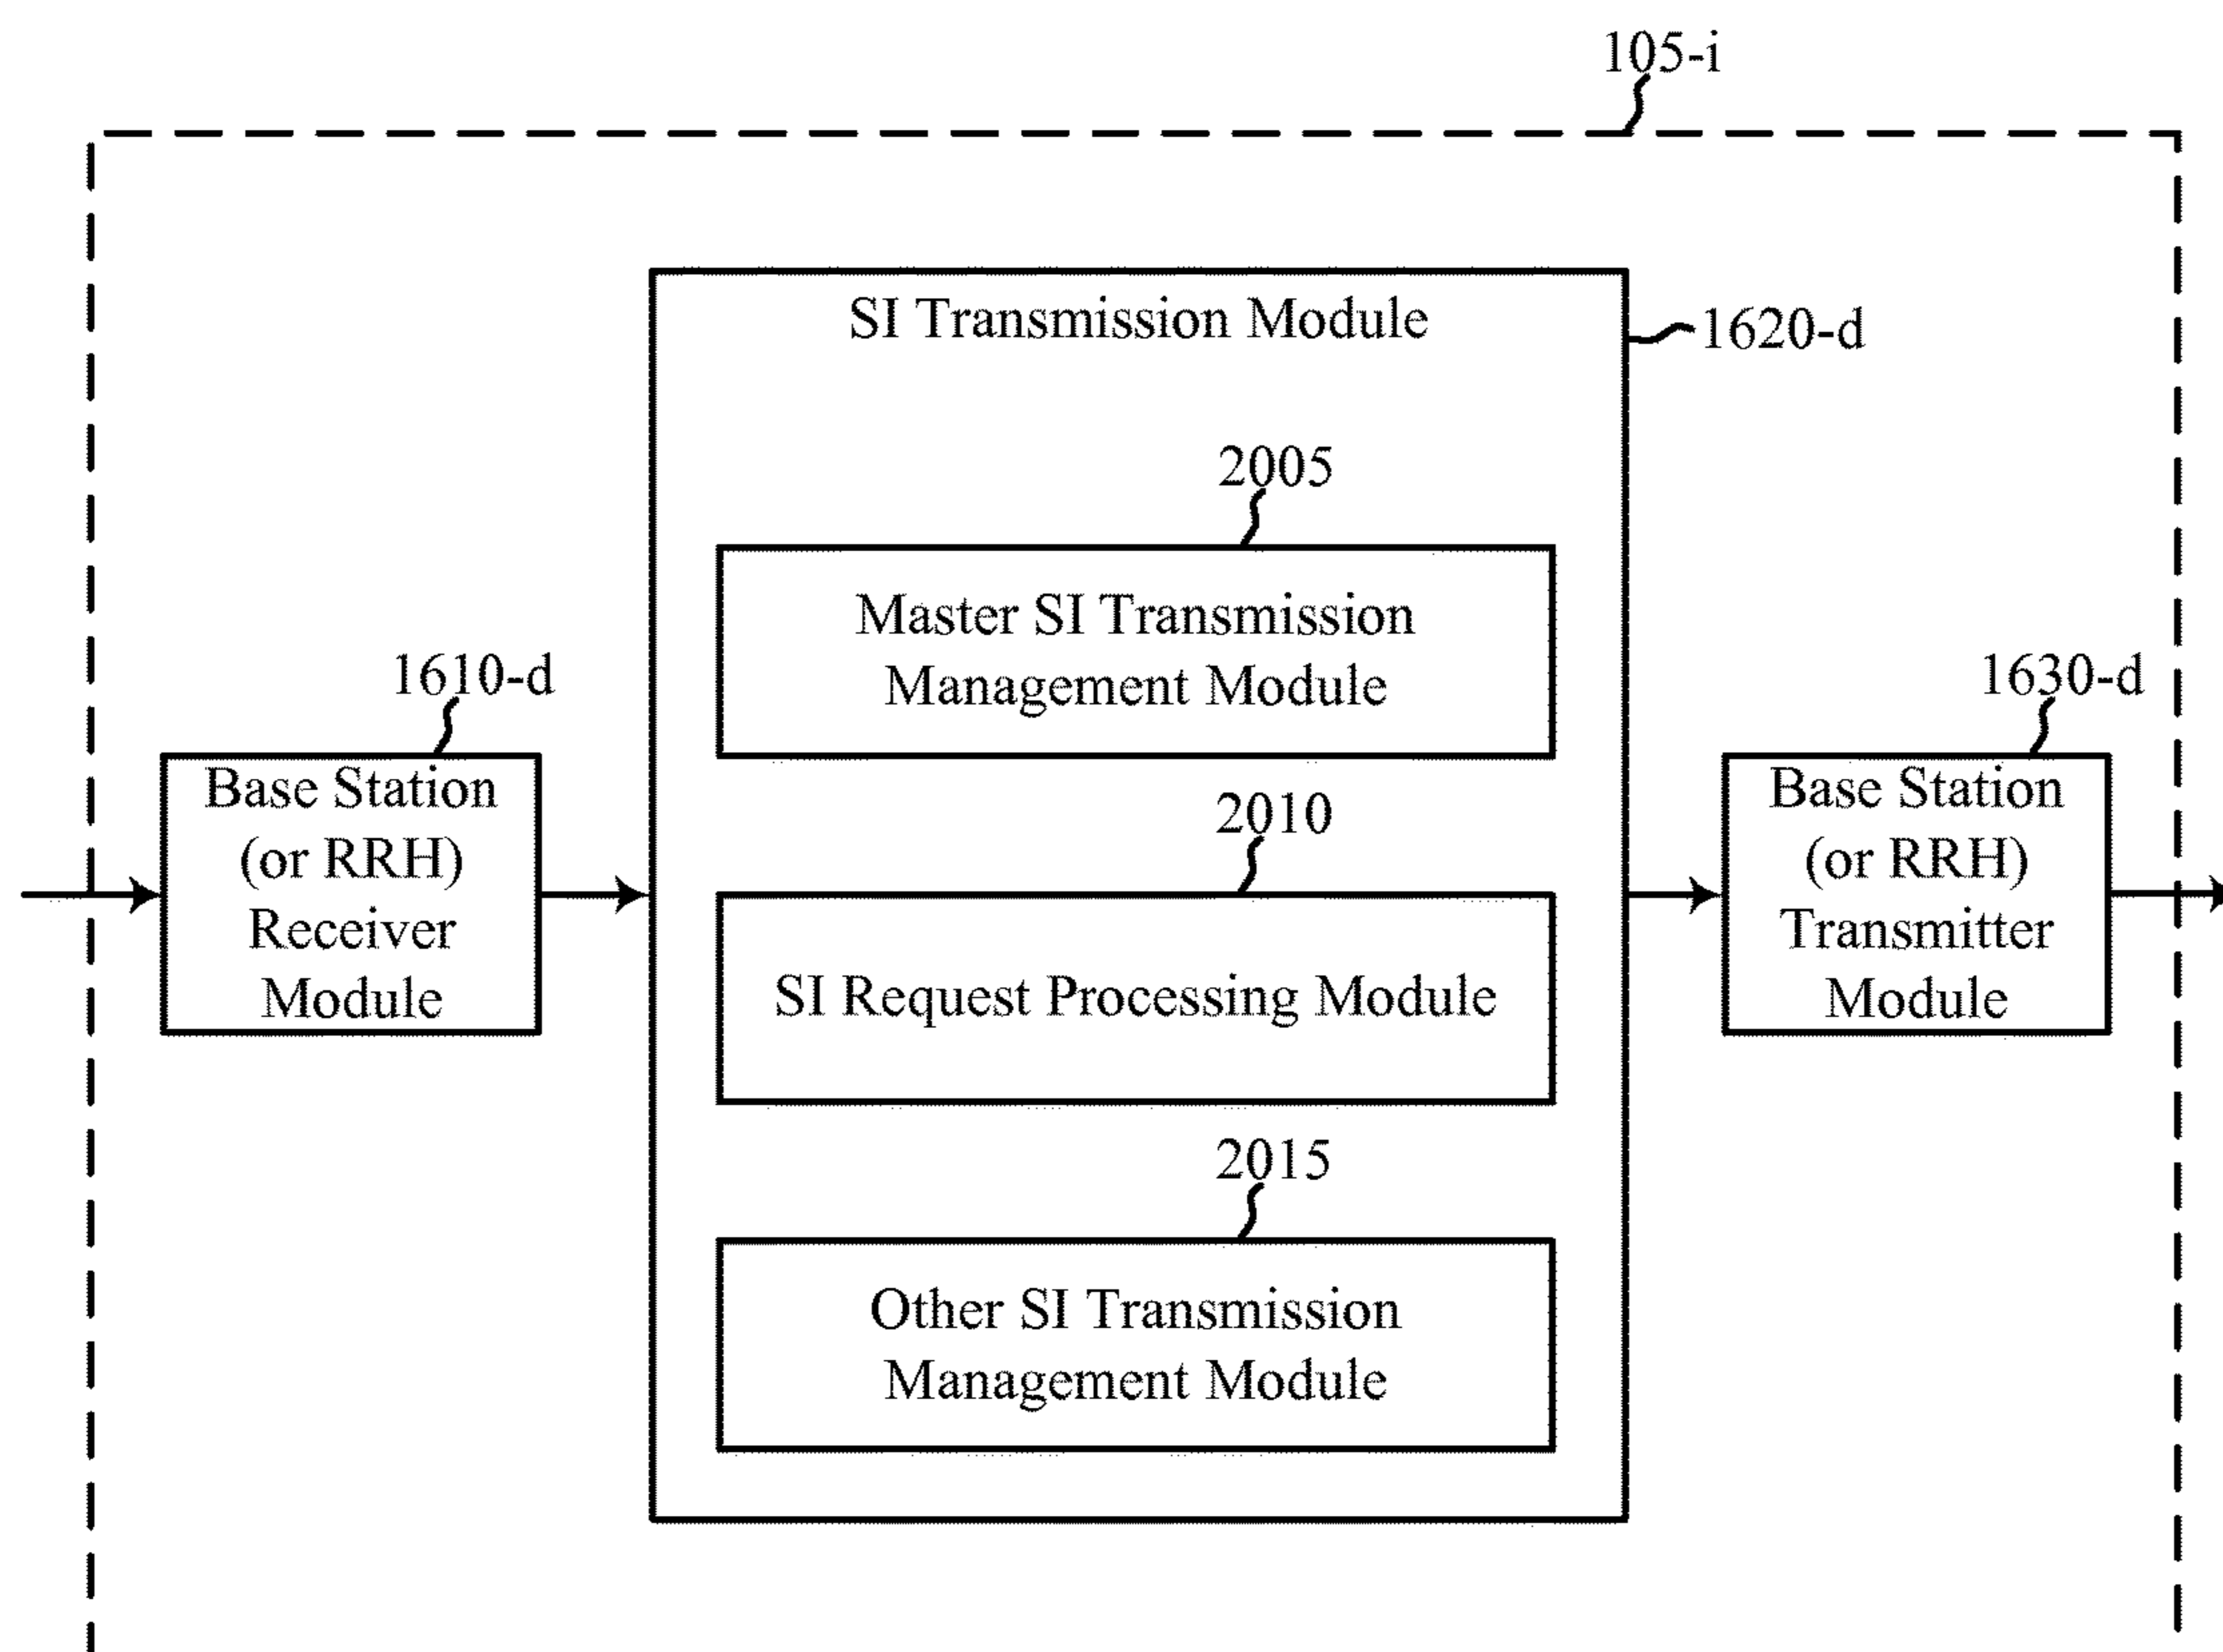 105-i
SI Transmission Module
1620-d
2005
Master SI Transmission
Management Module
1610-d
Base Station
(or RRH)
Receiver
Module
2010
SI Request Processing Module
1630-d
Base Station
(or RRH)
Transmitter
Module
2015
Other SI Transmission
Management Module